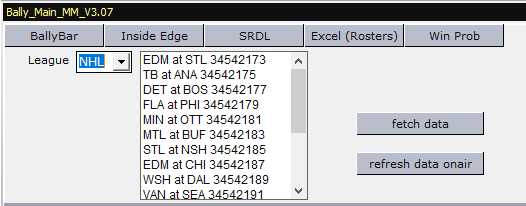 Bally_Main_MM_V3.07
BallyBar Inside Edge SRDL Excel (Rosters) Win Prob
League NHL
EDM at STL 34542173
TB at ANA 34542175
DET at BOS 34542177
FLA at PHI 34542179
MIN at OTT 34542181
MTL at BUF 34542183
STL at NSH 34542185
EDM at CHI 34542187
WSH at DAL 34542189
VAN at SEA 34542191
fetch data
refresh data onair